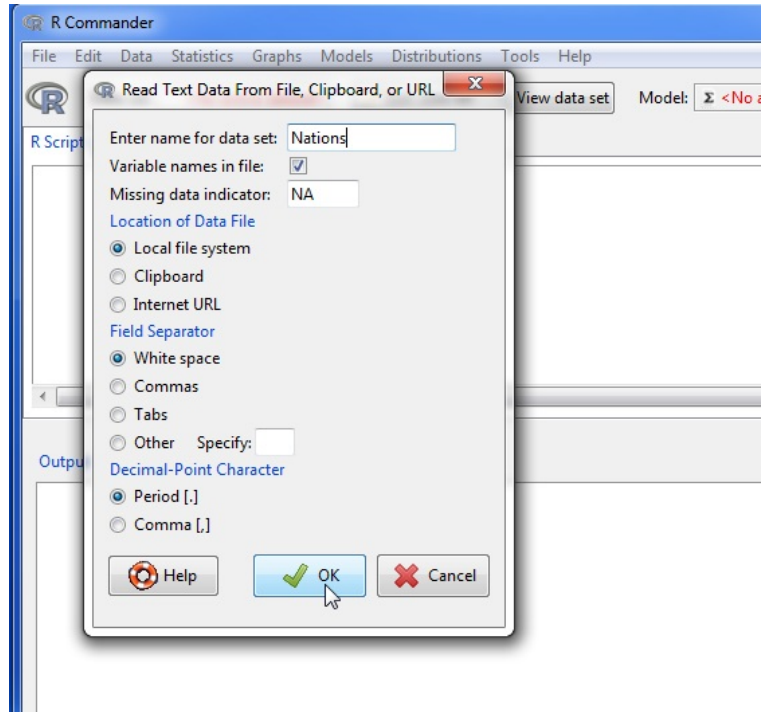 R Commander
File Edit Data Statistics Graphs Models Distributions Tools Help
Read Text Data From File, Clipboard, or URL
View data set Model: Σ <No a
R Script
Enter name for data set: Nations
Variable names in file:
Missing data indicator: NA
Location of Data File
Local file system
Clipboard
Internet URL
Field Separator
White space
Commas
Tabs
Other Specify:
Outpu
Decimal-Point Character
Period [.]
Comma [,]
Help OK Cancel